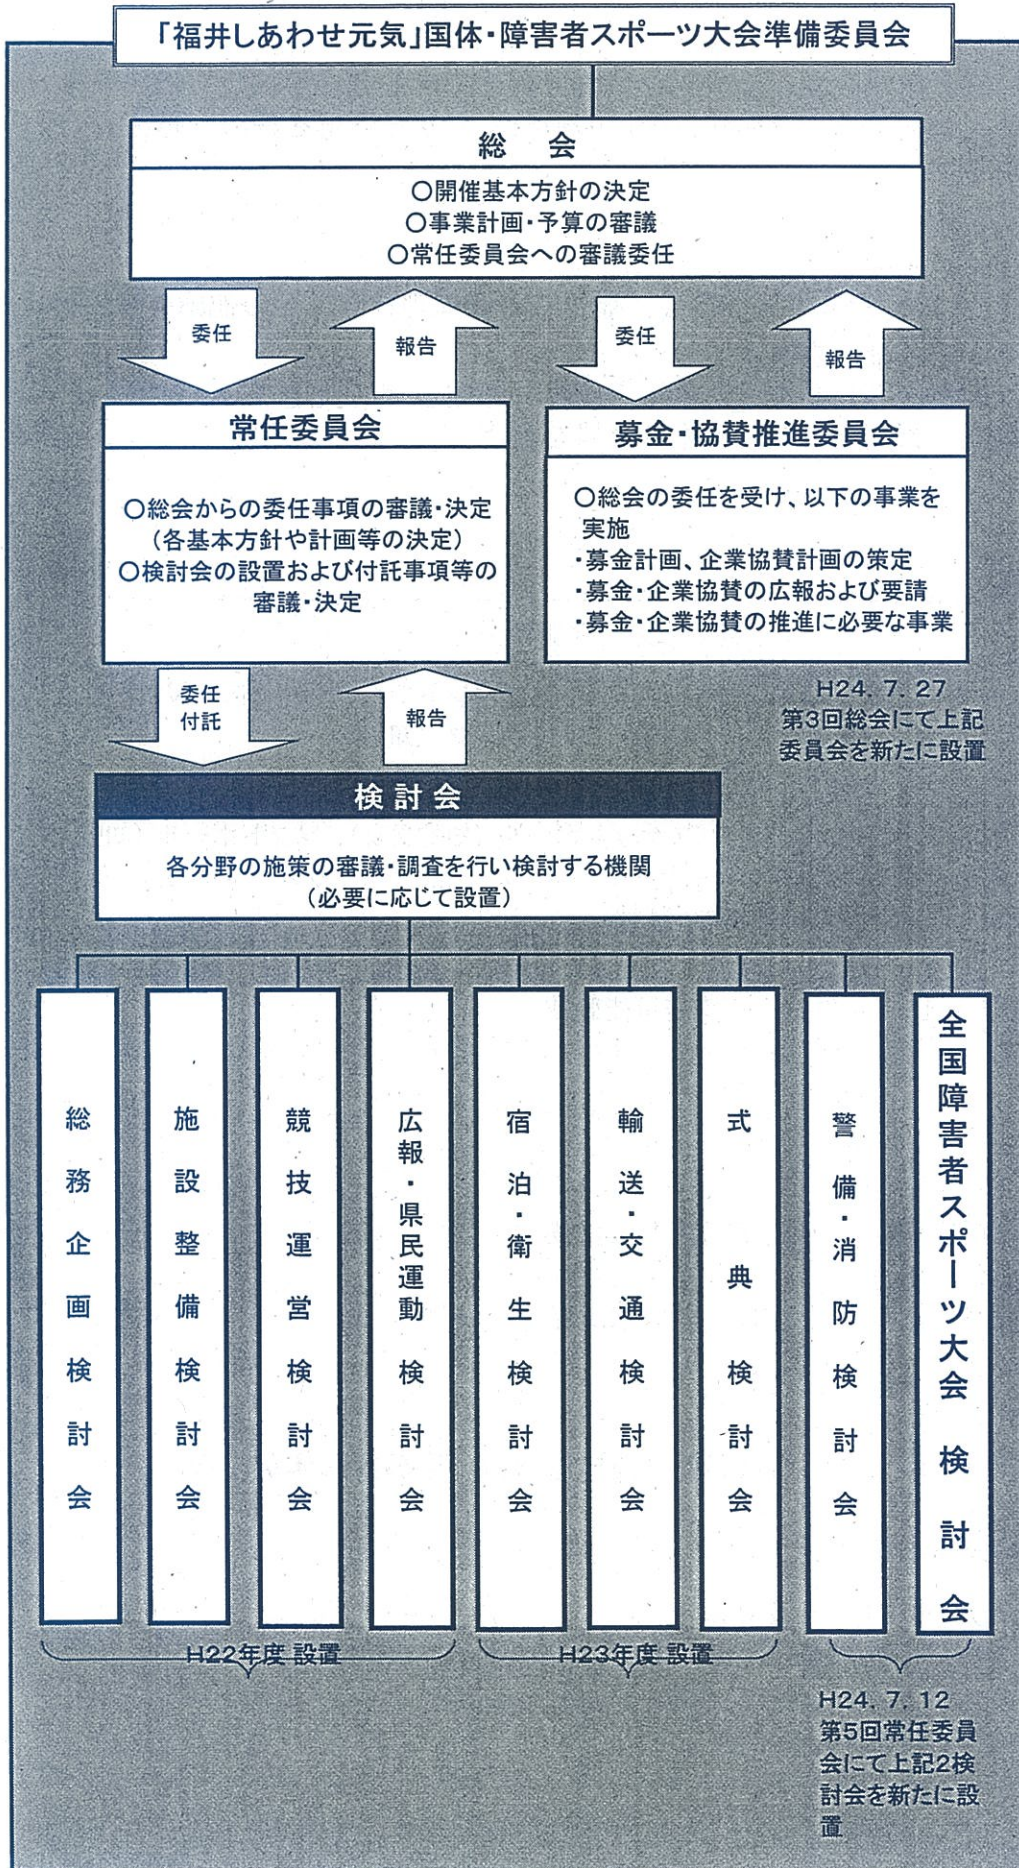 「福井しあわせ元気」国体・障害者スポーツ大会準備委員会
総　会
○開催基本方針の決定
○事業計画・予算の審議
○常任委員会への審議委任
委任
報告
委任
報告
常任委員会
○総会からの委任事項の審議・決定
(各基本方針や計画等の決定)
○検討会の設置および付託事項等の
審議・決定
募金・協賛推進委員会
○総会の委任を受け、以下の事業を
実施
・募金計画、企業協賛計画の策定
・募金・企業協賛の広報および要請
・募金・企業協賛の推進に必要な事業
H24. 7. 27
第3回総会にて上記
委員会を新たに設置
委任
付託
報告
検討会
各分野の施策の審議・調査を行い検討する機関
(必要に応じて設置)
総務企画検討会
施設整備検討会
競技運営検討会
広報・県民運動検討会
宿泊・衛生検討会
輸送・交通検討会
式典検討会
警備・消防検討会
全国障害者スポーツ大会 検討会
H22年度 設置
H23年度 設置
H24. 7. 12
第5回常任委員
会にて上記2検
討会を新たに設
置